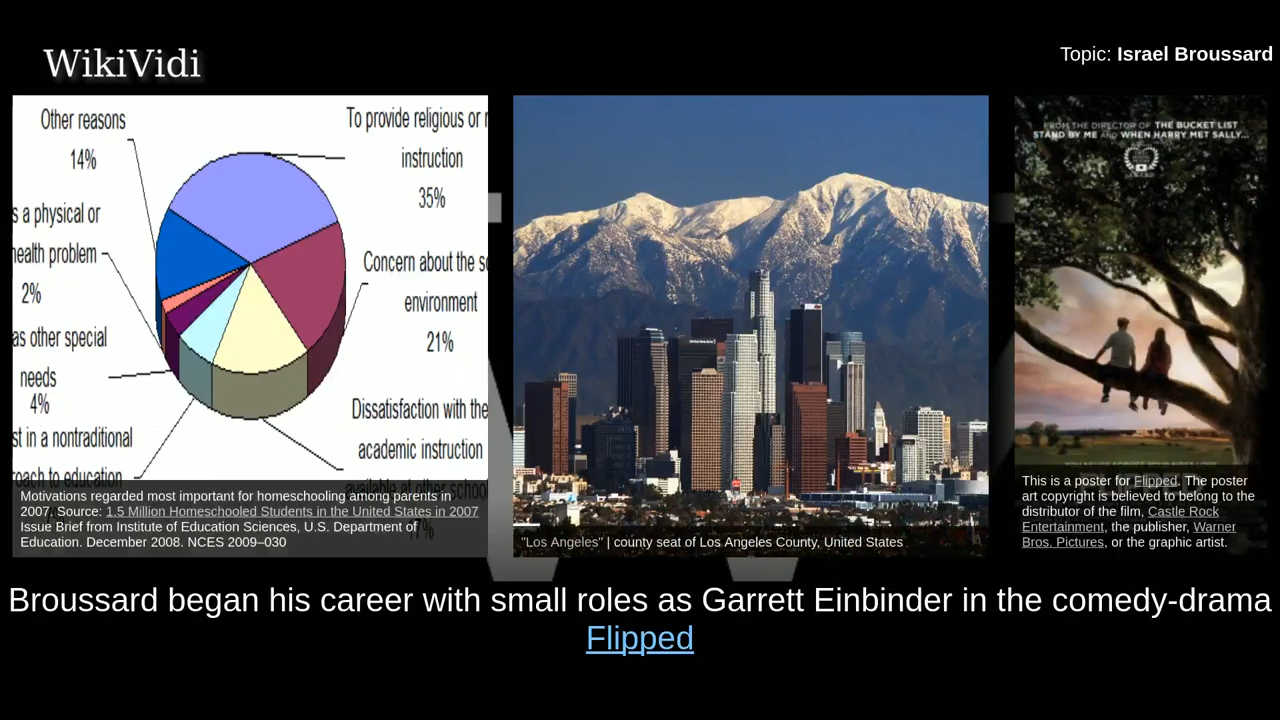 WikiVidi
Topic: Israel Broussard
Other reasons
14%
To provide religious or
instruction
35%
s a physical or
health problem
2%
Concern about the
environment
21%
as other special
needs
4%
Dissatisfaction with the
academic instruction
available at other school
17%
st in a nontraditional
roach to education
Motivations regarded most important for homeschooling among parents in
2007. Source: 1.5 Million Homeschooled Students in the United States in 2007
Issue Brief from Institute of Education Sciences, U.S. Department of
Education. December 2008. NCES 2009–030
"Los Angeles" | county seat of Los Angeles County, United States
FROM THE DIRECTOR OF THE BUCKET LIST
STAND BY ME AND WHEN HARRY MET SALLY...
This is a poster for Flipped. The poster
art copyright is believed to belong to the
distributor of the film, Castle Rock
Entertainment, the publisher, Warner
Bros. Pictures, or the graphic artist.
Broussard began his career with small roles as Garrett Einbinder in the comedy-drama
Flipped